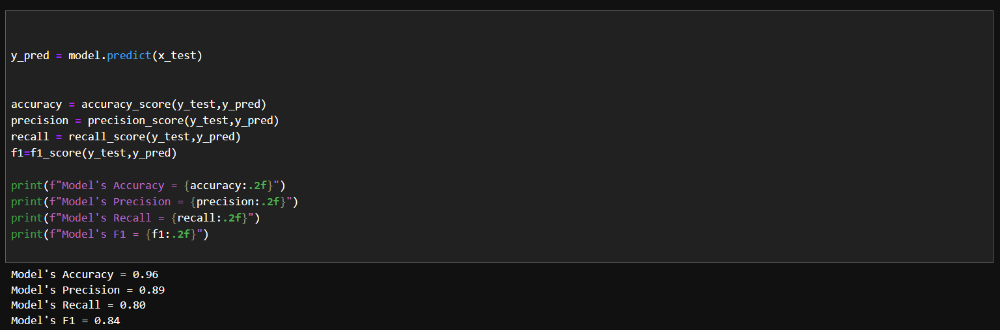 y_pred = model.predict(x_test)
accuracy = accuracy_score(y_test,y_pred)
precision = precision_score(y_test,y_pred)
recall = recall_score(y_test,y_pred)
f1=f1_score(y_test,y_pred)
print(f"Model's Accuracy = {accuracy:.2f}")
print(f"Model's Precision = {precision:.2f}")
print(f"Model's Recall = {recall:.2f}")
print(f"Model's F1 = {f1:.2f}")
Model's Accuracy = 0.96
Model's Precision = 0.89
Model's Recall = 0.80
Model's F1 = 0.84